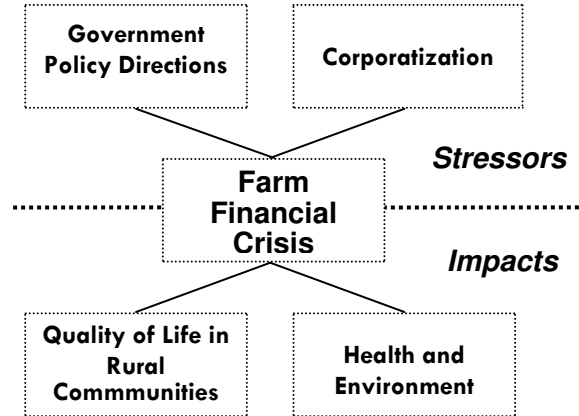 Government
Policy Directions
Corporatization
Stressors
Farm
Financial
Crisis
Impacts
Quality of Life in
Rural
Commmunities
Health and
Environment